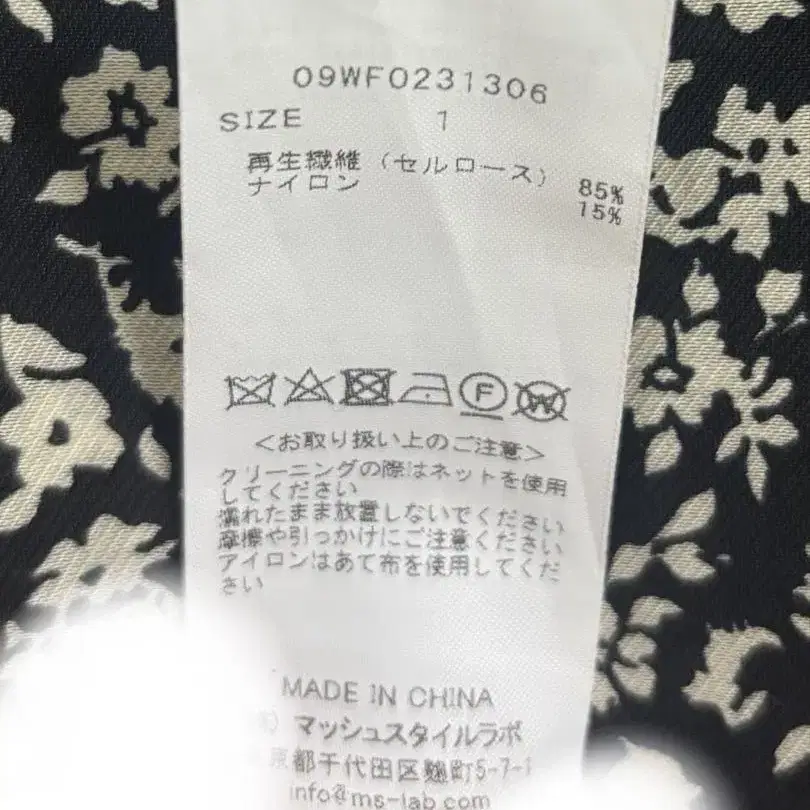 09WF0231306
SIZE 1
再生繊維(セルロース) 85%
ナイロン 15%
F
W
<お取り扱い上のご注意>
クリーニングの際はネットを使用
してください
濡れたまま放置しないでください
摩擦や引っかけにご注意ください
アイロンはあて布を使用してくだ
さい
MADE IN CHINA
マッシュスタイルラボ
京都千代田区麹町5-7-1
info@ms-lab.com